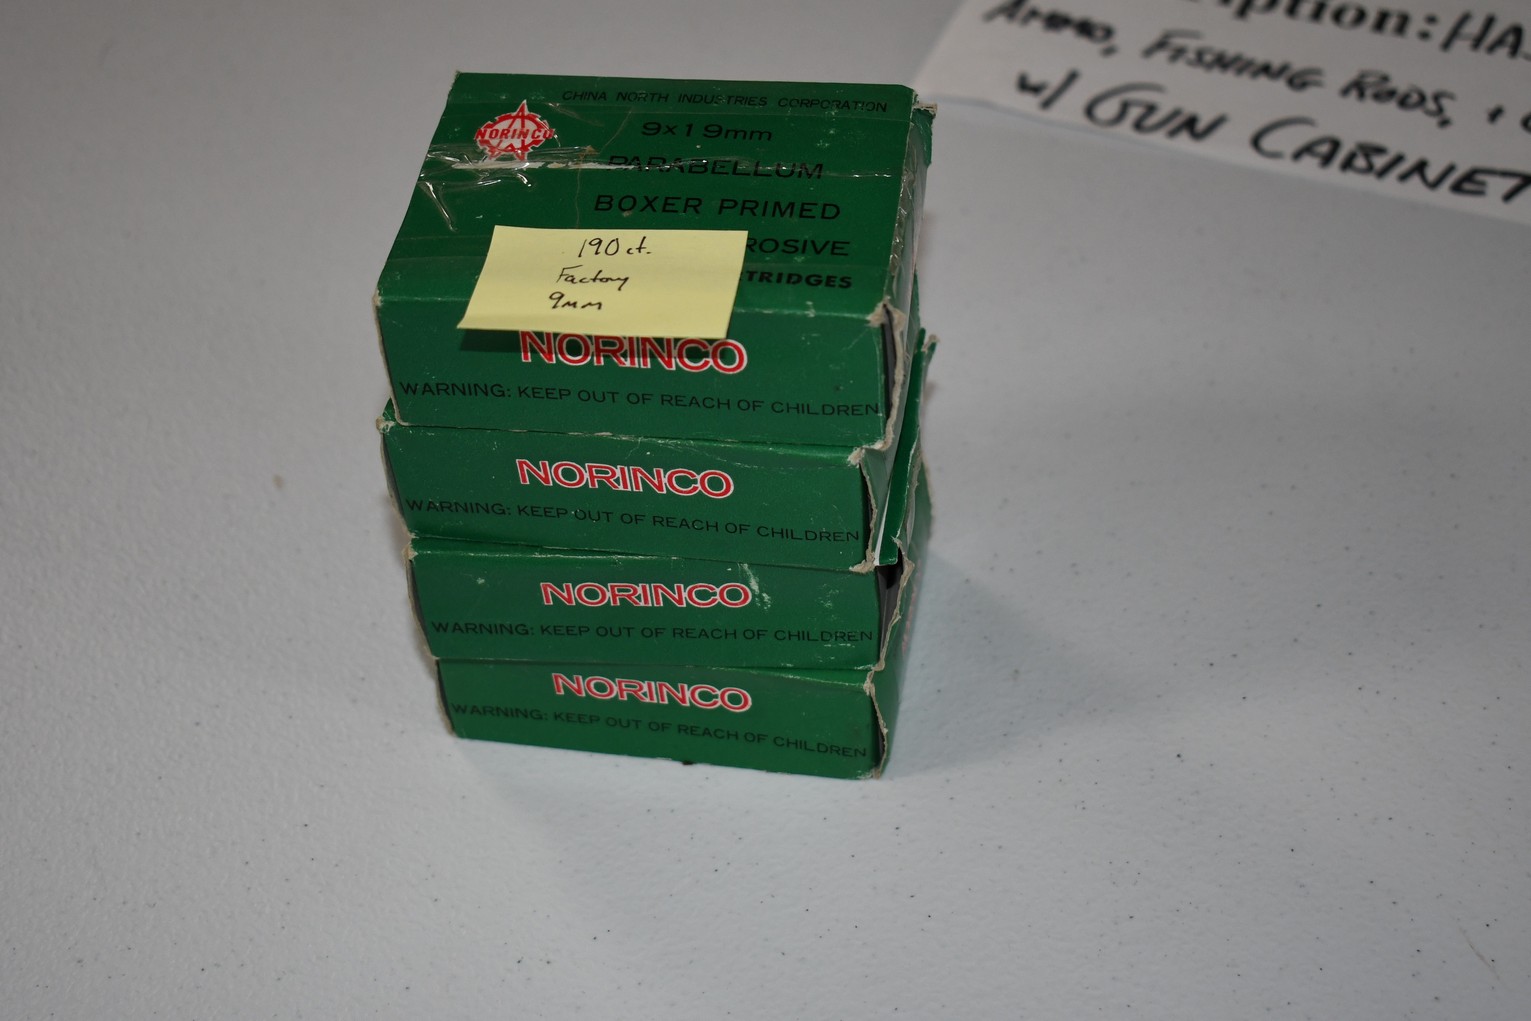 CHINA NORTH INDUSTRIES CORPORATION
NORINCO
9x19mm
PARABELLUM
BOXER PRIMED
ROSIVE
TRIDGES
190 ct.
Factory
9mm
NORINCO
WARNING: KEEP OUT OF REACH OF CHILDREN
NORINCO
WARNING: KEEP OUT OF REACH OF CHILDREN
NORINCO
WARNING: KEEP OUT OF REACH OF CHILDREN
NORINCO
WARNING: KEEP OUT OF REACH OF CHILDREN
ption: HA
AMMO, FISHING RODS, +
w/ GUN CABINET